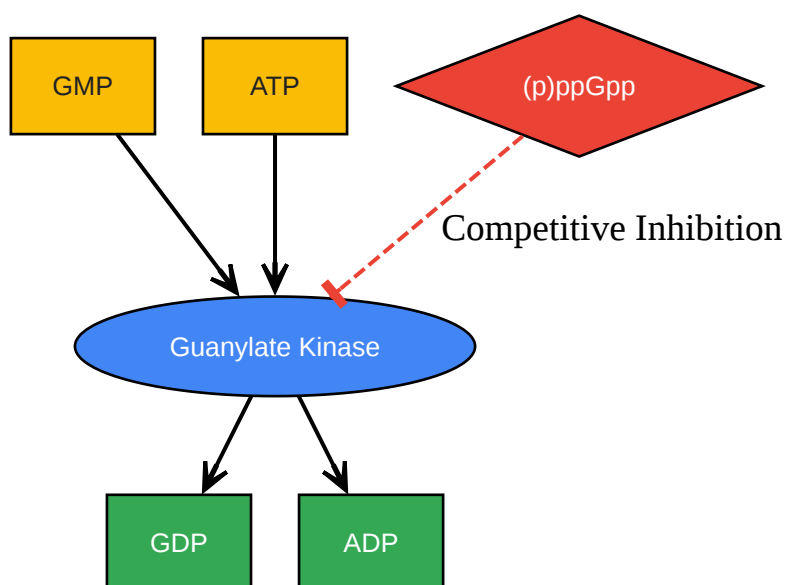 GMP
ATP
(p)ppGpp
Competitive Inhibition
Guanylate Kinase
GDP
ADP